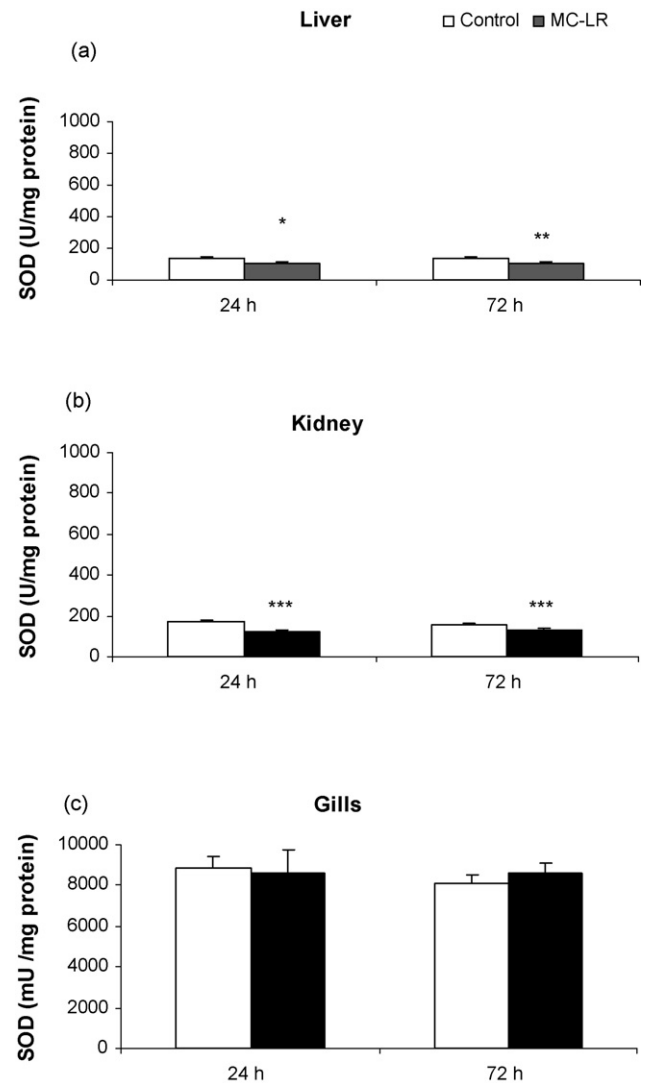 Liver
Control MC-LR
(a)
SOD (U/mg protein)
1000
800
600
400
200
0
*
**
24 h 72 h
(b)
Kidney
SOD (U/mg protein)
1000
800
600
400
200
0
***
***
24 h 72 h
(c)
Gills
SOD (mU /mg protein)
10000
8000
6000
4000
2000
0
24 h 72 h